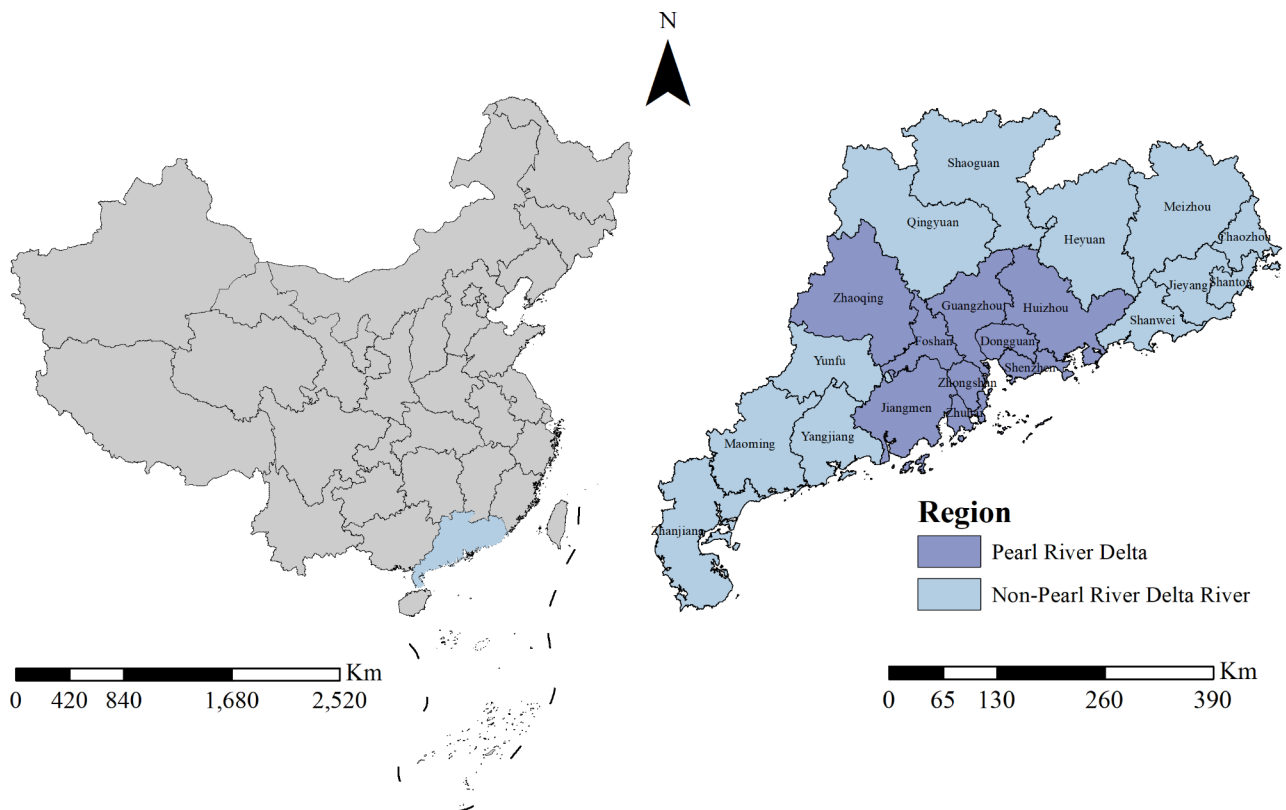 N
Shaoguan
Meizhou
Qingyuan
Heyuan
Chaozhou
Jieyang
Shantou
Zhaoqing
Guangzhou
Huizhou
Shanwei
Foshan
Dongguan
Yunfu
Shenzhen
Zhongshan
Jiangmen
Zhuhai
Yangjiang
Maoming
Zhanjiang
Region
Pearl River Delta
Non-Pearl River Delta River
Km
0 420 840 1,680 2,520
Km
0 65 130 260 390